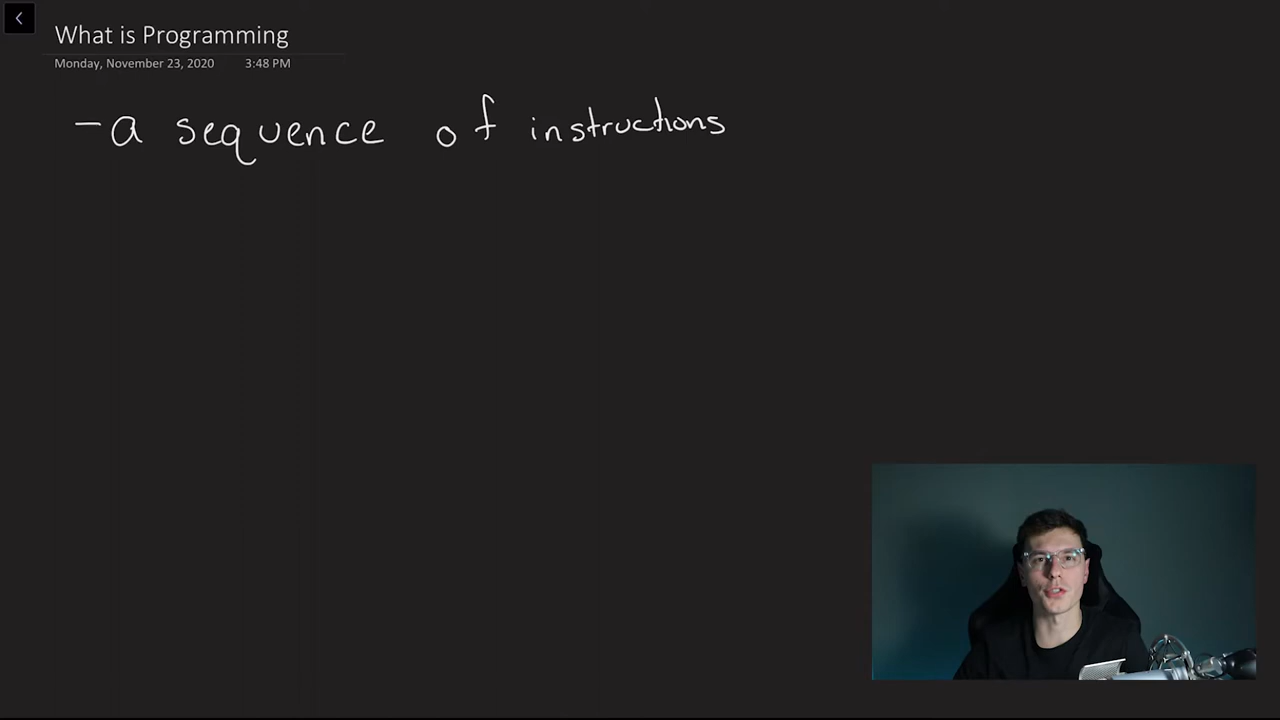 What is Programming
Monday, November 23, 2020 3:48 PM
- a sequence of instructions